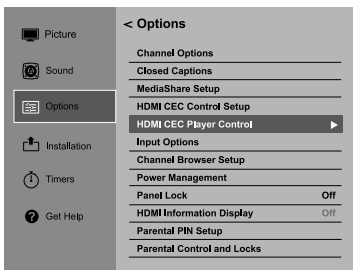 Picture
Sound
Options
Installation
Timers
Get Help
< Options
Channel Options
Closed Captions
MediaShare Setup
HDMI CEC Control Setup
HDMI CEC Player Control
Input Options
Channel Browser Setup
Power Management
Panel Lock Off
HDMI Information Display Off
Parental PIN Setup
Parental Control and Locks